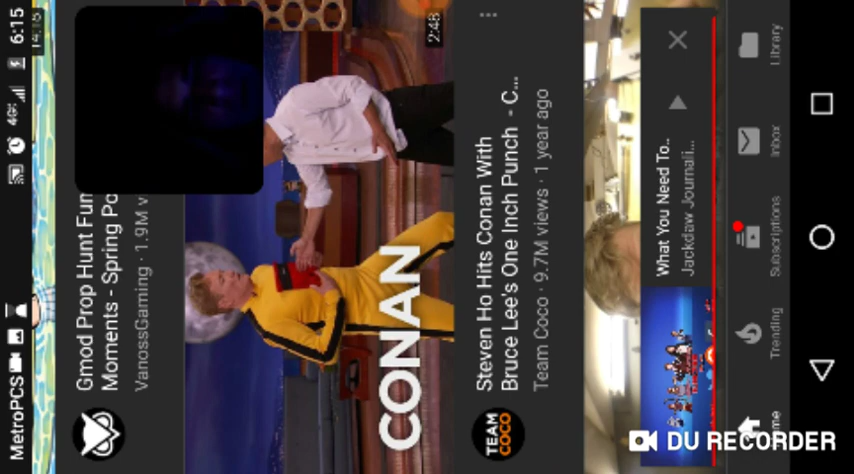 MetroPCS
4G
6:15
14:16
Gmod Prop Hunt Fun
Moments - Spring Po
VanossGaming · 1.9M v
CONAN
2:48
TEAM
COCO
Steven Ho Hits Conan With
Bruce Lee's One Inch Punch - C...
Team Coco · 9.7M views · 1 year ago
What You Need To..
Jackdaw Journali...
Trending
Subscriptions
Inbox
Library
DU RECORDER